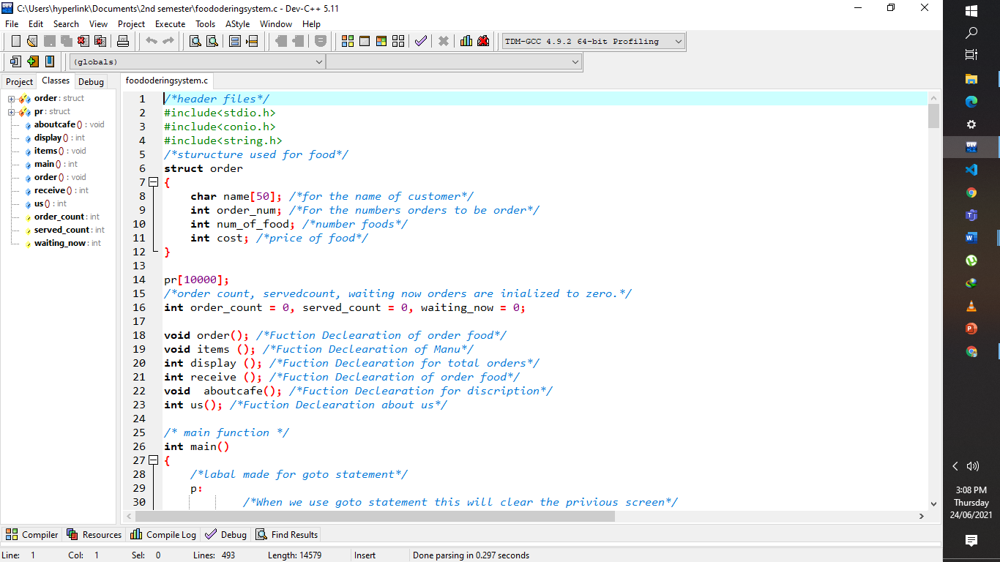 C:\Users\hyperlink\Documents\2nd semester\foododeringsystem.c - Dev-C++ 5.11
File Edit Search View Project Execute Tools AStyle Window Help
TDM-GCC 4.9.2 64-bit Profiling
(globals)
Project Classes Debug
foododeringsystem.c
order : struct
pr : struct
aboutcafe () : void
display () : int
items () : void
main () : int
order () : void
receive () : int
us () : int
order_count : int
served_count : int
waiting_now : int
1 /*header files*/
2 #include<stdio.h>
3 #include<conio.h>
4 #include<string.h>
5 /*sturucture used for food*/
6 struct order
7 {
8 char name[50]; /*for the name of customer*/
9 int order_num; /*For the numbers orders to be order*/
10 int num_of_food; /*number foods*/
11 int cost; /*price of food*/
12 }
13
14 pr[10000];
15 /*order count, servedcount, waiting now orders are inialized to zero.*/
16 int order_count = 0, served_count = 0, waiting_now = 0;
17
18 void order(); /*Fuction Declearation of order food*/
19 void items (); /*Fuction Declearation of Manu*/
20 int display (); /*Fuction Declearation for total orders*/
21 int receive (); /*Fuction Declearation of order food*/
22 void  aboutcafe(); /*Fuction Declearation for discription*/
23 int us(); /*Fuction Declearation about us*/
24
25 /* main function */
26 int main()
27 {
28 /*labal made for goto statement*/
29 p:
30 /*When we use goto statement this will clear the privious screen*/
Compiler Resources Compile Log Debug Find Results
Line: 1 Col: 1 Sel: 0 Lines: 493 Length: 14579 Insert Done parsing in 0.297 seconds
3:08 PM
Thursday
24/06/2021